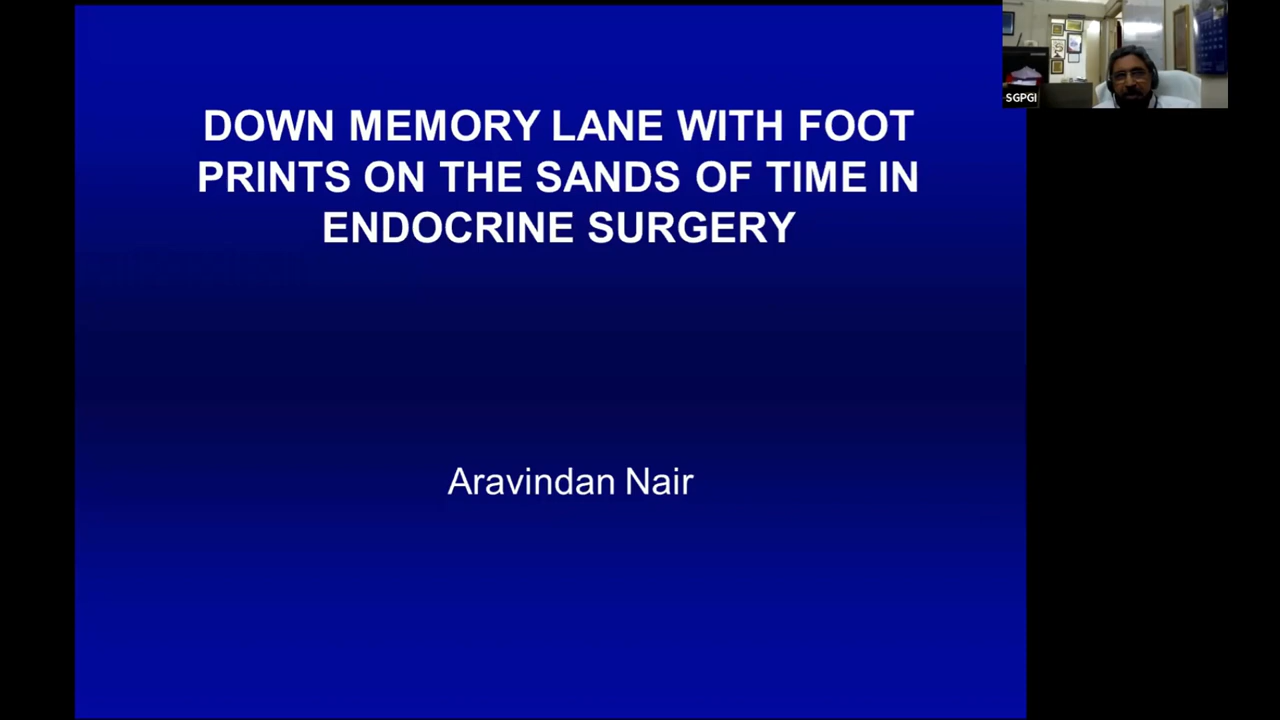 DOWN MEMORY LANE WITH FOOT
PRINTS ON THE SANDS OF TIME IN
ENDOCRINE SURGERY
Aravindan Nair
SGPGI